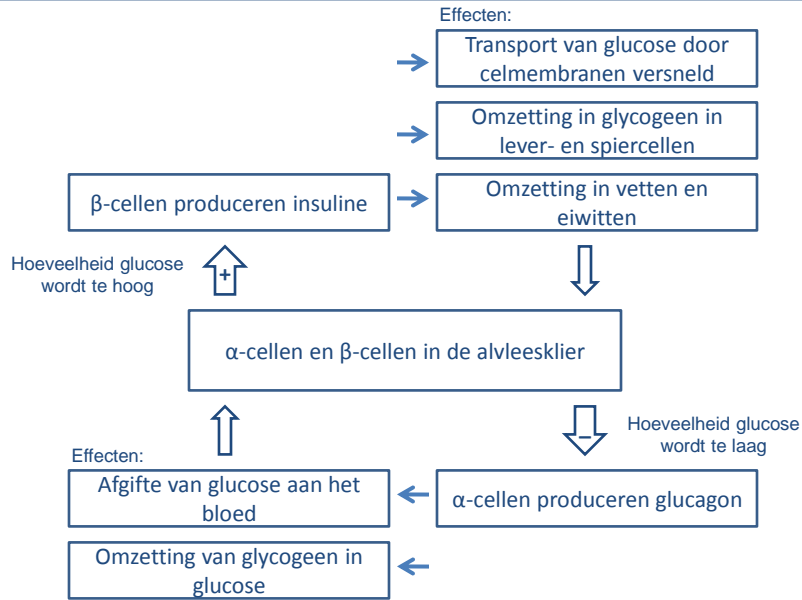 Effecten:
Transport van glucose door
celmembranen versneld
Omzetting in glycogeen in
lever- en spiercellen
β-cellen produceren insuline
Omzetting in vetten en
eiwitten
Hoeveelheid glucose
wordt te hoog
+
α-cellen en β-cellen in de alvleesklier
–
Hoeveelheid glucose
wordt te laag
Effecten:
Afgifte van glucose aan het
bloed
α-cellen produceren glucagon
Omzetting van glycogeen in
glucose